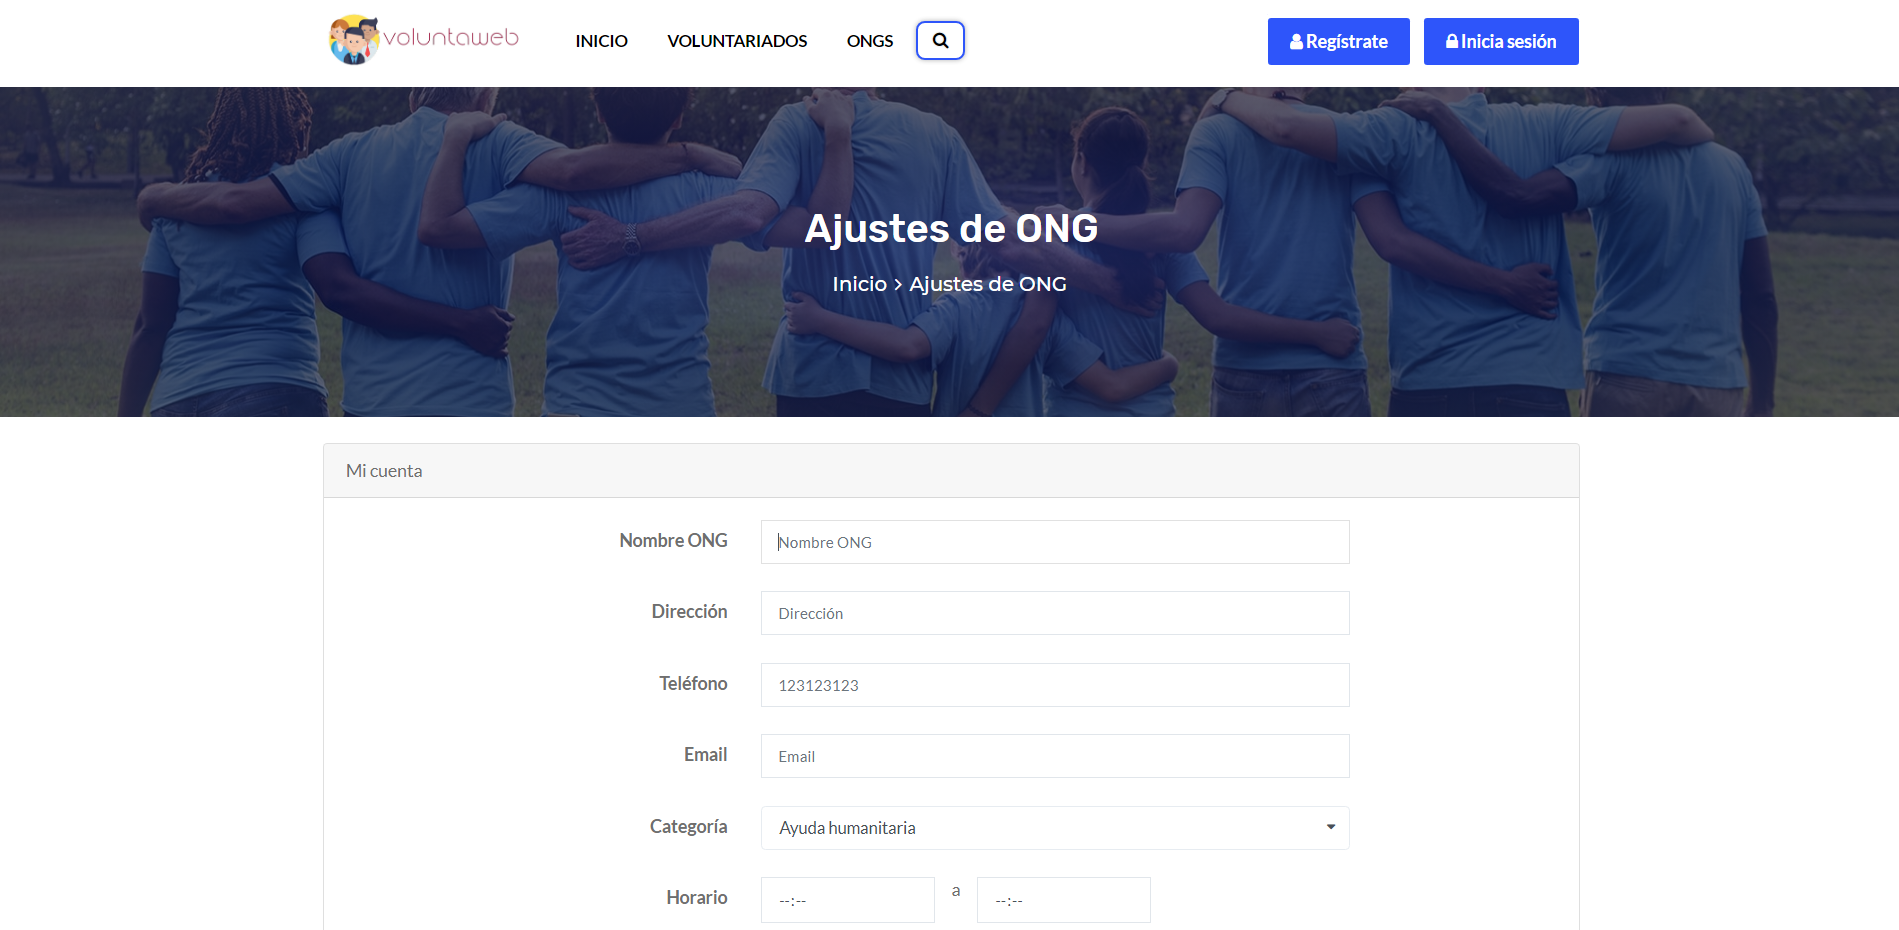 voluntaweb
INICIO
VOLUNTARIADOS
ONGS
Regístrate
Inicia sesión
Ajustes de ONG
Inicio > Ajustes de ONG
Mi cuenta
Nombre ONG
Nombre ONG
Dirección
Dirección
Teléfono
123123123
Email
Email
Categoría
Ayuda humanitaria
Horario
--:--
a
--:--